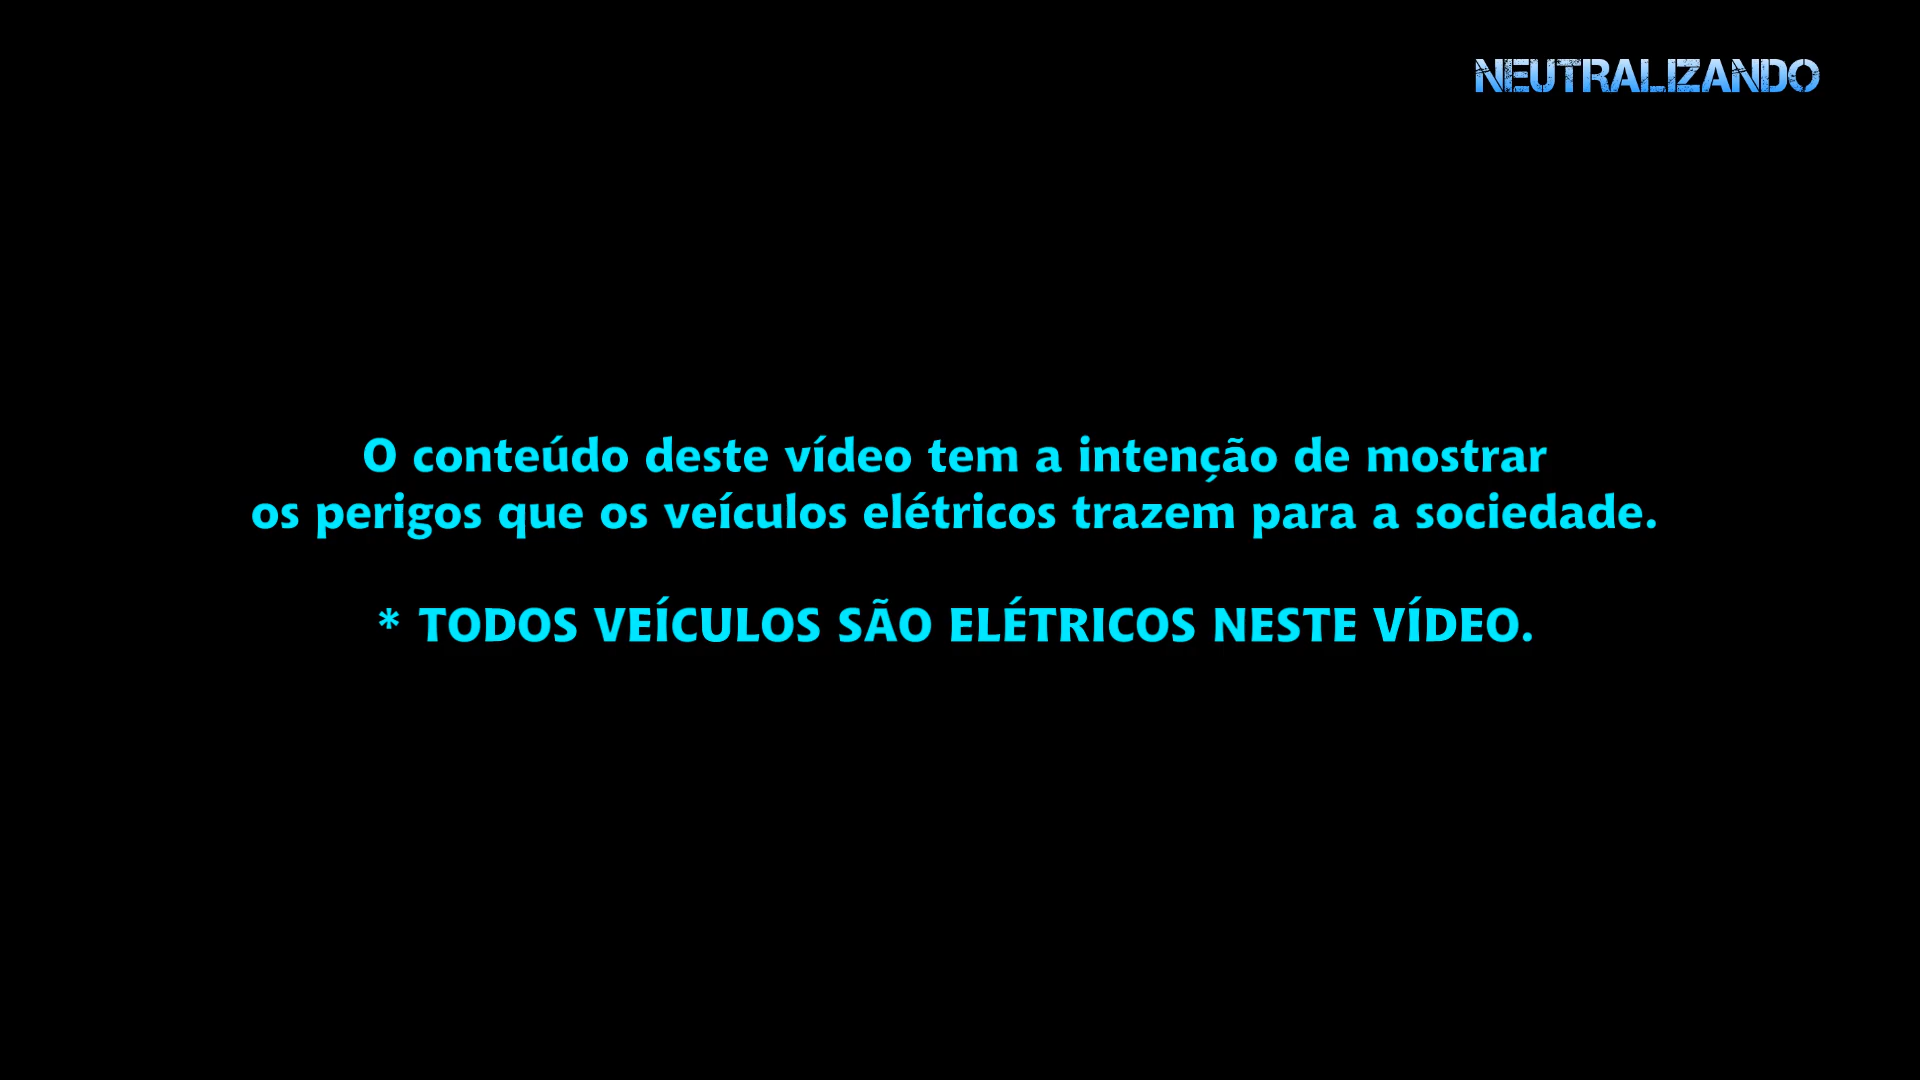 NEUTRALIZANDO
O conteúdo deste vídeo tem a intenção de mostrar
os perigos que os veículos elétricos trazem para a sociedade.
* TODOS VEÍCULOS SÃO ELÉTRICOS NESTE VÍDEO.